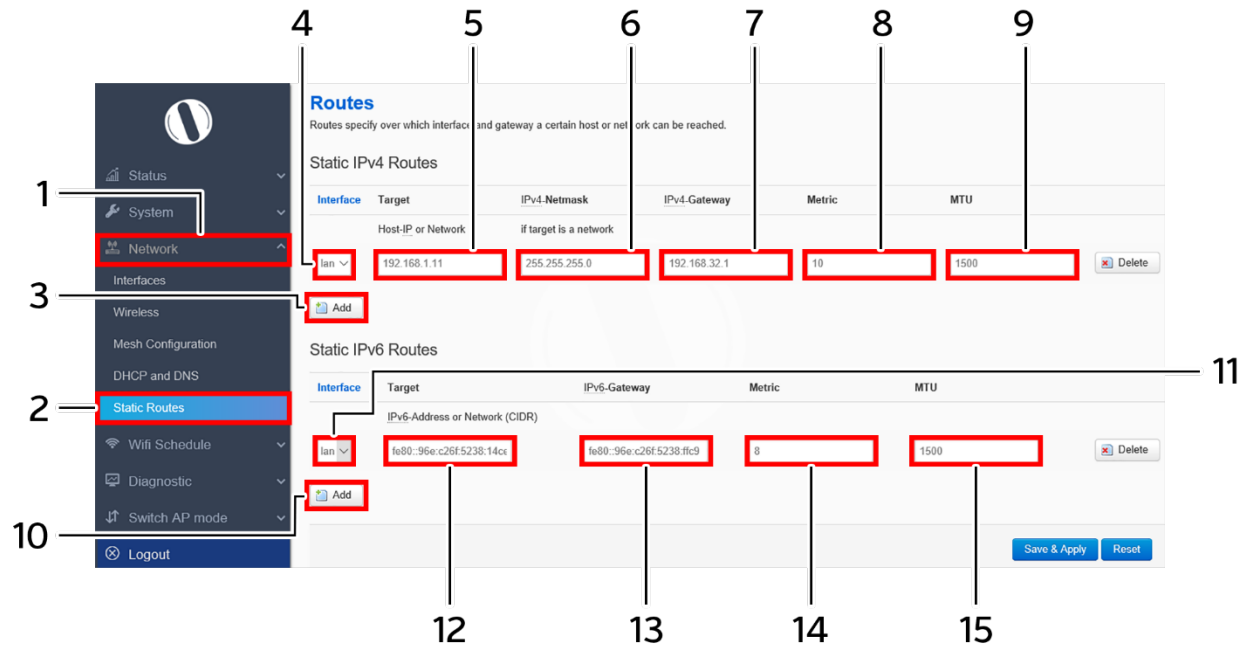 4 5 6 7 8 9
Routes
Routes specify over which interface and gateway a certain host or network can be reached.
Static IPv4 Routes
Status
1
System
Interface Target IPv4-Netmask IPv4-Gateway Metric MTU
Network
Host-IP or Network if target is a network
lan 192.168.1.11 255.255.255.0 192.168.32.1 10 1500 Delete
Interfaces
3
Wireless
Add
Mesh Configuration
Static IPv6 Routes
DHCP and DNS
11
Interface Target IPv6-Gateway Metric MTU
2
Static Routes
IPv6-Address or Network (CIDR)
Wifi Schedule
lan fe80::96e:c26f:5238:14ce fe80::96e:c26f:5238:ffc9 8 1500 Delete
Diagnostic
Add
Switch AP mode
10
Logout
Save & Apply Reset
12 13 14 15